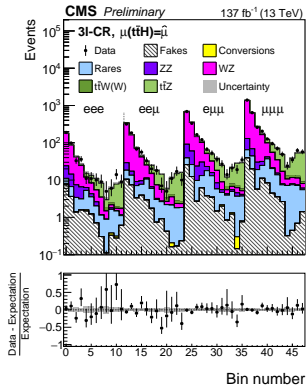 CMS Preliminary 137 fb⁻¹ (13 TeV)
Events
10⁵
10⁴
10³
10²
10
1
10⁻¹
3l-CR, μ(tt̄H)=μ̂
Data Fakes Conversions
Rares ZZ WZ
tt̄W(W) tt̄Z Uncertainty
eee eeμ eμμ μμμ
Data - Expectation
Expectation
1
0.5
0
−0.5
−1
0 5 10 15 20 25 30 35 40 45
Bin number